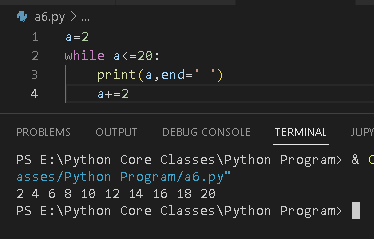 a6.py > ...
1 a=2
2 while a<=20:
3     print(a,end=' ')
4     a+=2
PROBLEMS OUTPUT DEBUG CONSOLE TERMINAL JUPY
PS E:\Python Core Classes\Python Program> & C
asses/Python Program/a6.py"
2 4 6 8 10 12 14 16 18 20
PS E:\Python Core Classes\Python Program>